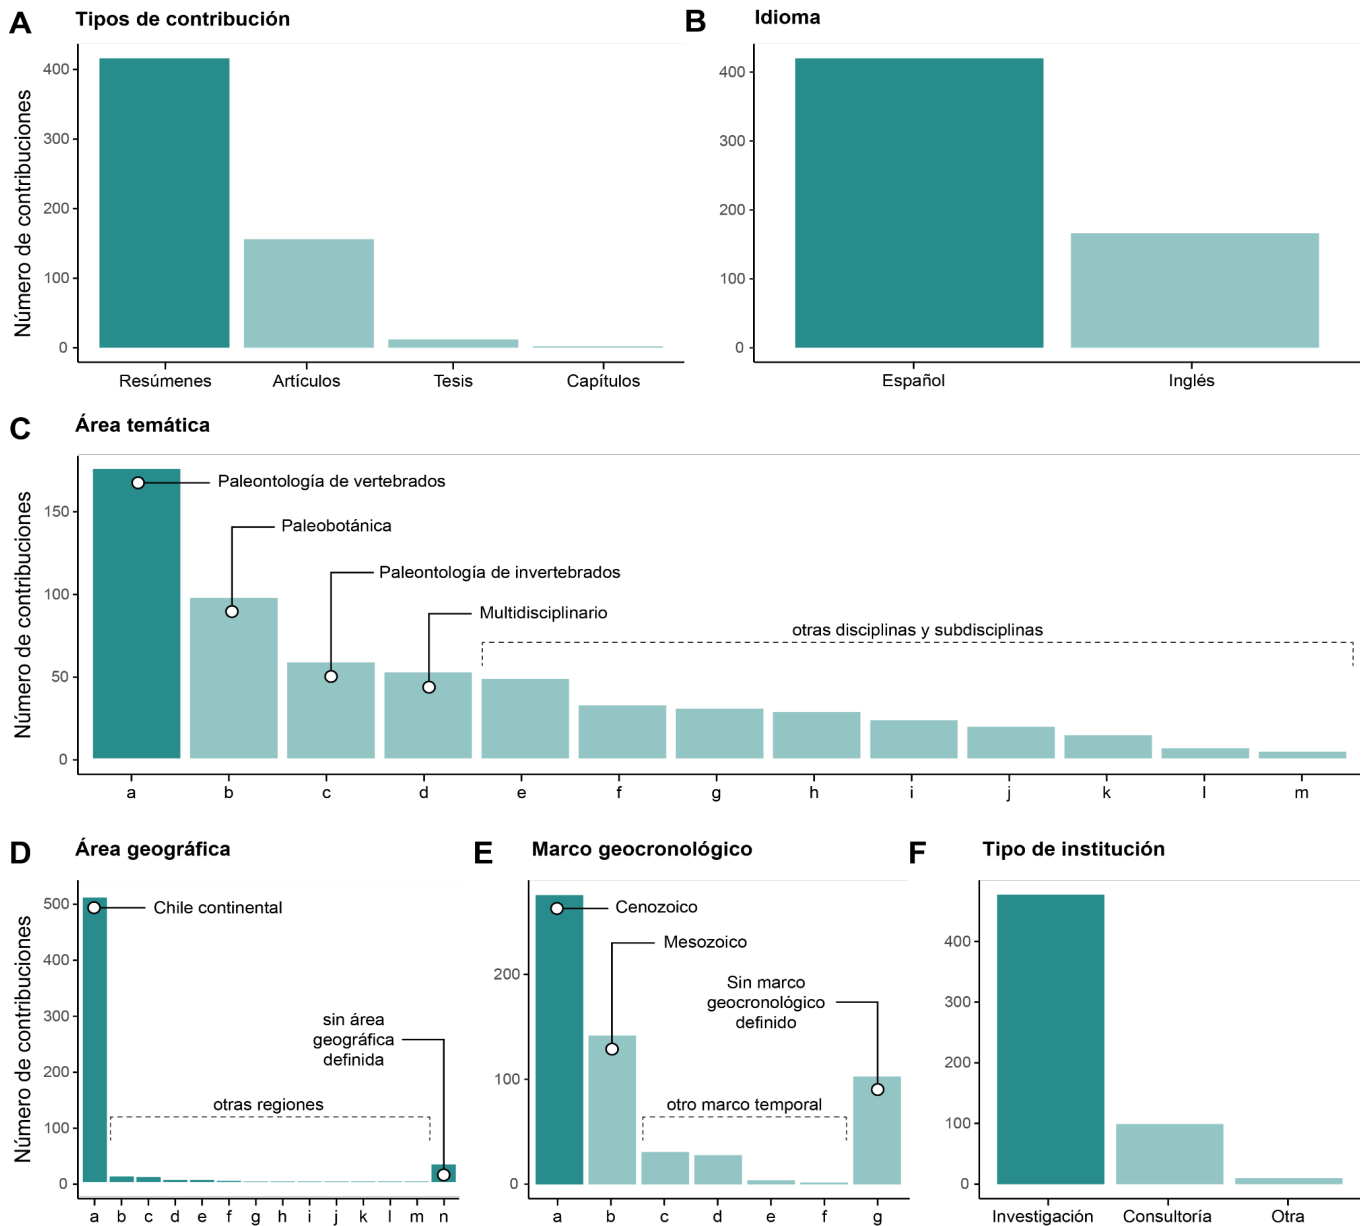 A Tipos de contribución
Número de contribuciones
400
300
200
100
0
Resúmenes Artículos Tesis Capítulos
B Idioma
400
300
200
100
0
Español Inglés
C Área temática
Número de contribuciones
150
100
50
0
Paleontología de vertebrados
Paleobotánica
Paleontología de invertebrados
Multidisciplinario
otras disciplinas y subdisciplinas
a b c d e f g h i j k l m
D Área geográfica
Número de contribuciones
500
400
300
200
100
0
Chile continental
sin área
geográfica
definida
otras regiones
a b c d e f g h i j k l m n
E Marco geocronológico
200
100
0
Cenozoico
Mesozoico
Sin marco
geocronológico
definido
otro marco temporal
a b c d e f g
F Tipo de institución
400
300
200
100
0
Investigación Consultoría Otra